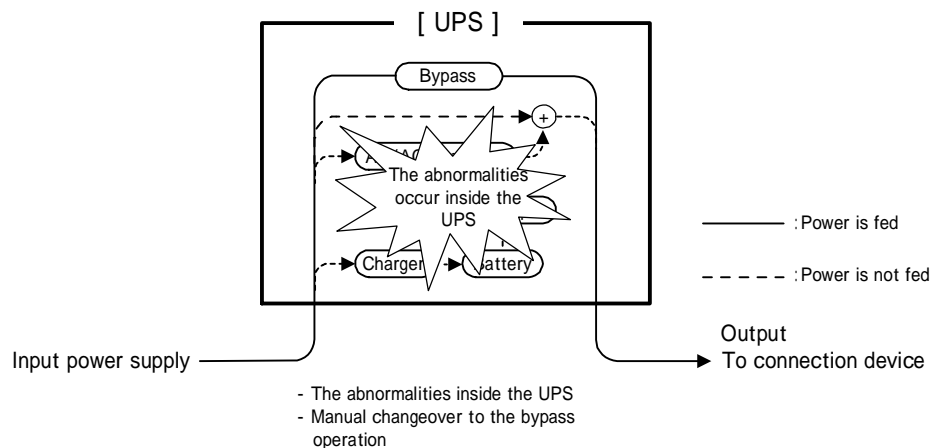 [ UPS ]
Bypass
+
The abnormalities
occur inside the
UPS
Charger
Battery
: Power is fed
: Power is not fed
Input power supply
Output
To connection device
- The abnormalities inside the UPS
- Manual changeover to the bypass
operation